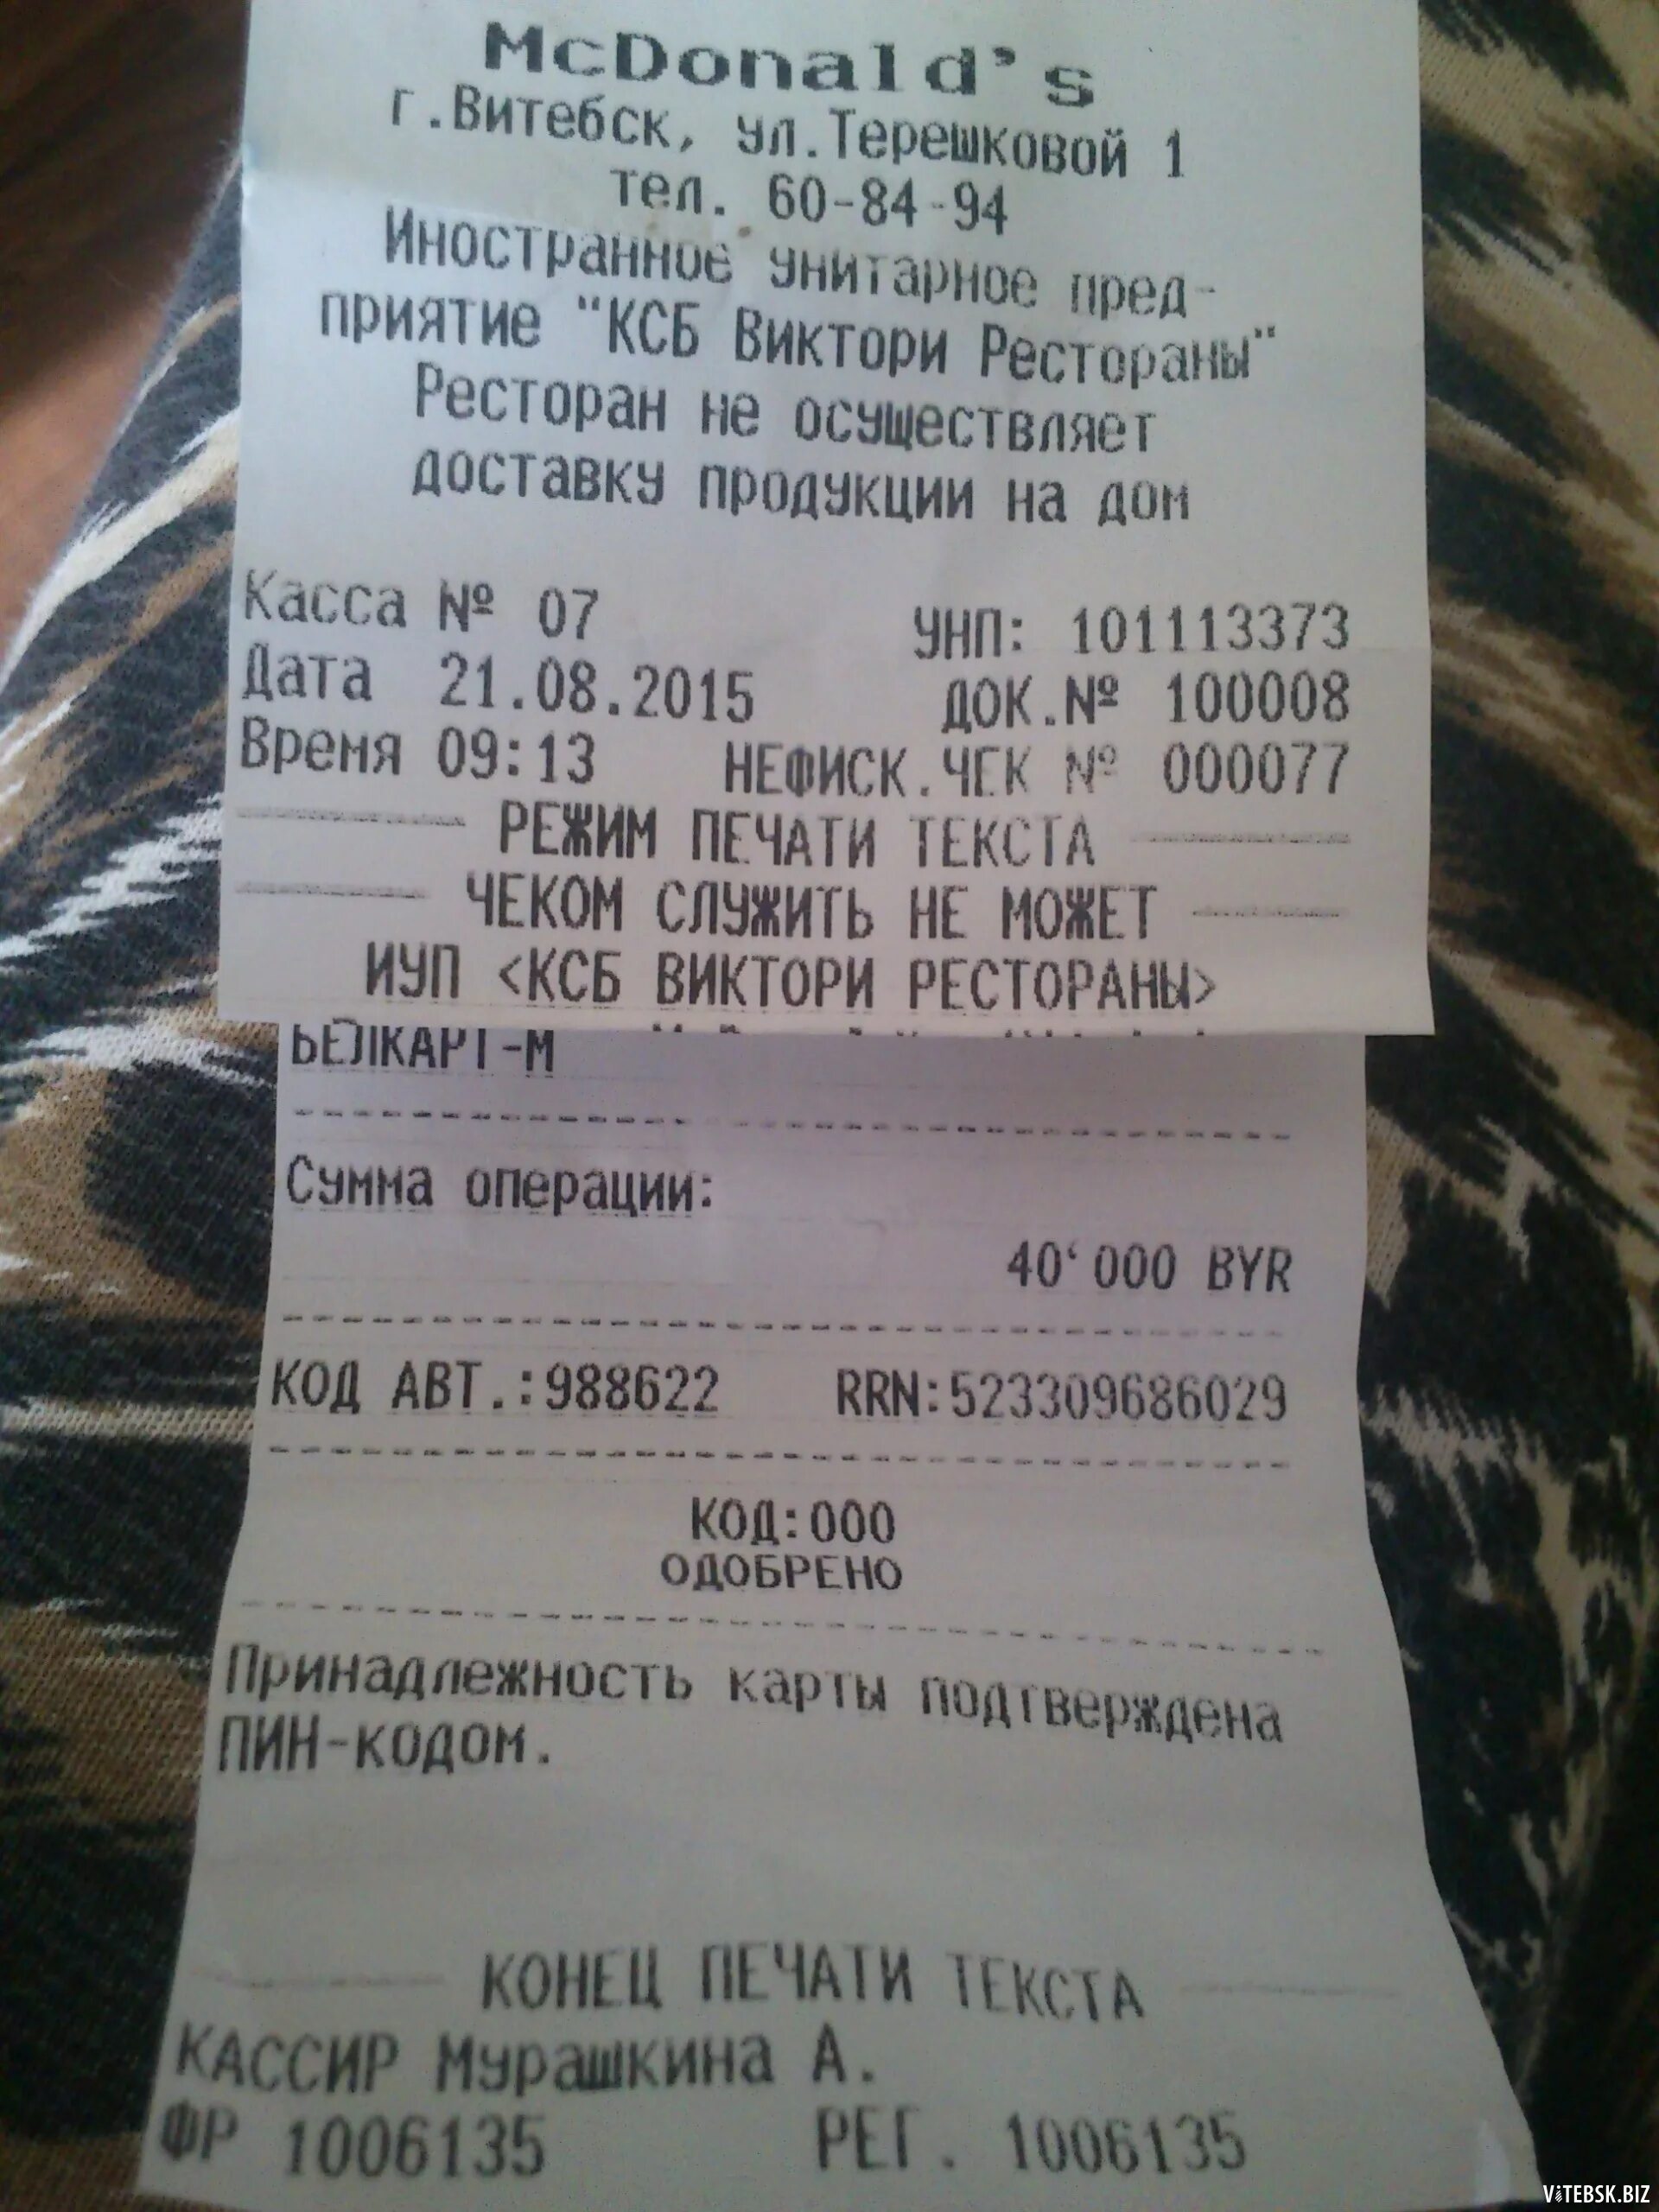 McDonald's
г.Витебск, ул.Терешковой 1
тел. 60-84-94
Иностранное унитарное пред-
приятие "КСБ Виктори Рестораны"
Ресторан не осуществляет
доставку продукции на дом
Касса № 07 УНП: 101113373
Дата 21.08.2015 ДОК.№ 100008
Время 09:13 НЕФИСК.ЧЕК № 000077
РЕЖИМ ПЕЧАТИ ТЕКСТА
ЧЕКОМ СЛУЖИТЬ НЕ МОЖЕТ
ИУП <КСБ ВИКТОРИ РЕСТОРАНЫ>
БЕЛКАРТ-М
Сумма операции:
40'000 BYR
КОД АВТ.:988622 RRN:523309686029
КОД:000
ОДОБРЕНО
Принадлежность карты подтверждена
ПИН-кодом.
КОНЕЦ ПЕЧАТИ ТЕКСТА
КАССИР Мурашкина А.
ФР 1006135 РЕГ. 1006135
ViTEBSK.BIZ